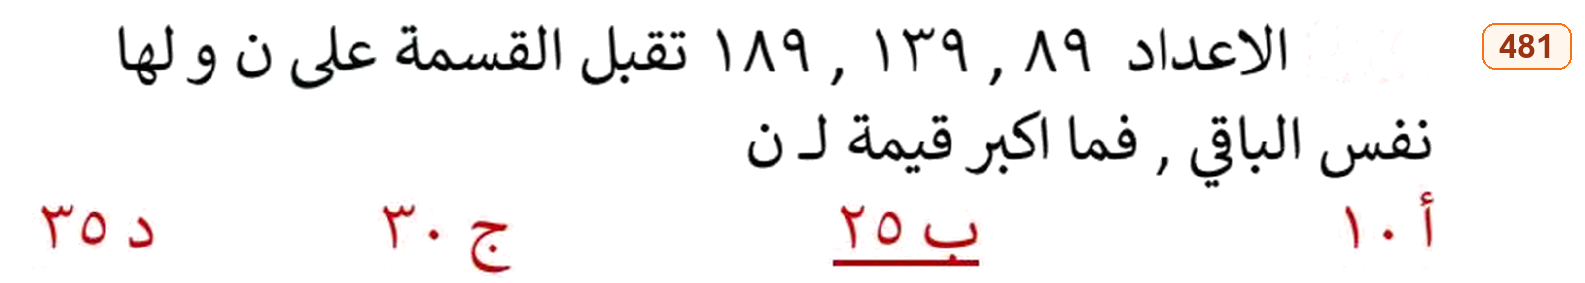 481
الاعداد ٨٩ , ١٣٩ , ١٨٩ تقبل القسمة على ن و لها
نفس الباقي , فما اكبر قيمة لـ ن
أ ١٠ ب ٢٥ ج ٣٠ د ٣٥